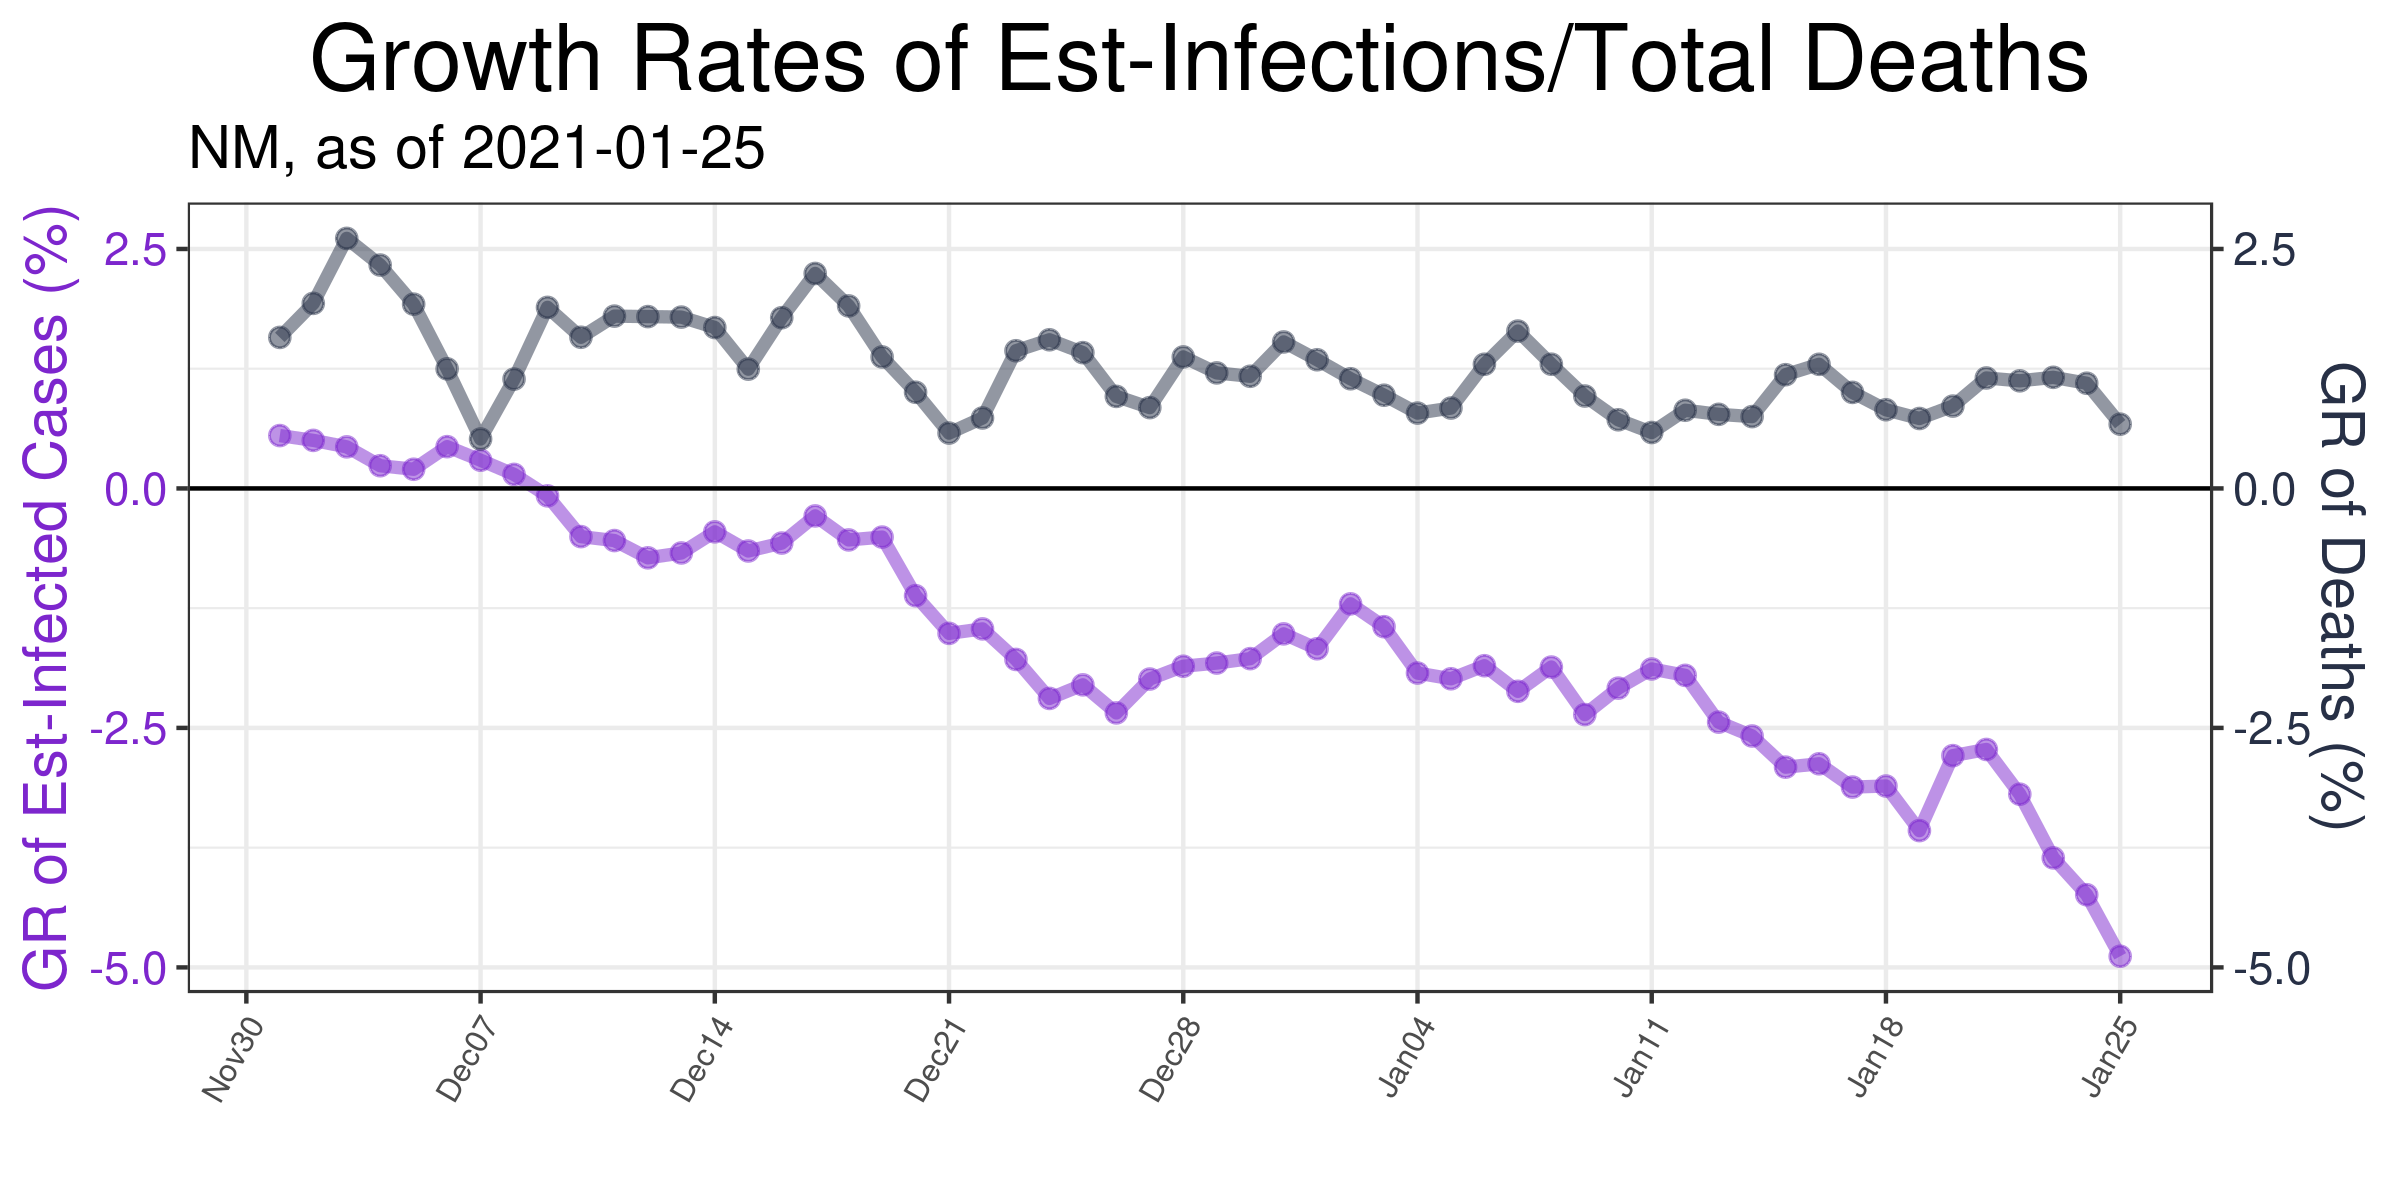 Growth Rates of Est-Infections/Total Deaths
NM, as of 2021-01-25
GR of Est-Infected Cases (%)
2.5
0.0
-2.5
-5.0
2.5
0.0
-2.5
-5.0
GR of Deaths (%)
Nov30
Dec07
Dec14
Dec21
Dec28
Jan04
Jan11
Jan18
Jan25